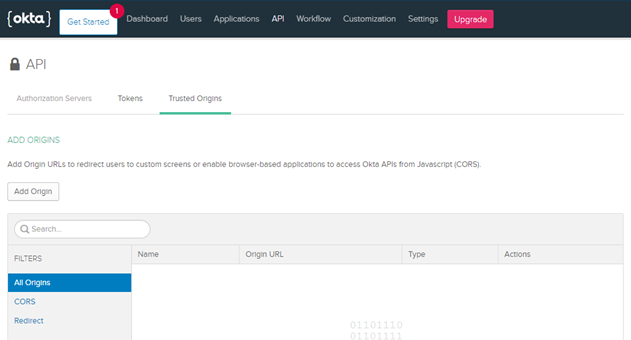 {okta}
Get Started
1
Dashboard
Users
Applications
API
Workflow
Customization
Settings
Upgrade
API
Authorization Servers
Tokens
Trusted Origins
ADD ORIGINS
Add Origin URLs to redirect users to custom screens or enable browser-based applications to access Okta APIs from Javascript (CORS).
Add Origin
Search...
FILTERS
Name
Origin URL
Type
Actions
All Origins
CORS
Redirect
01101110
01101111